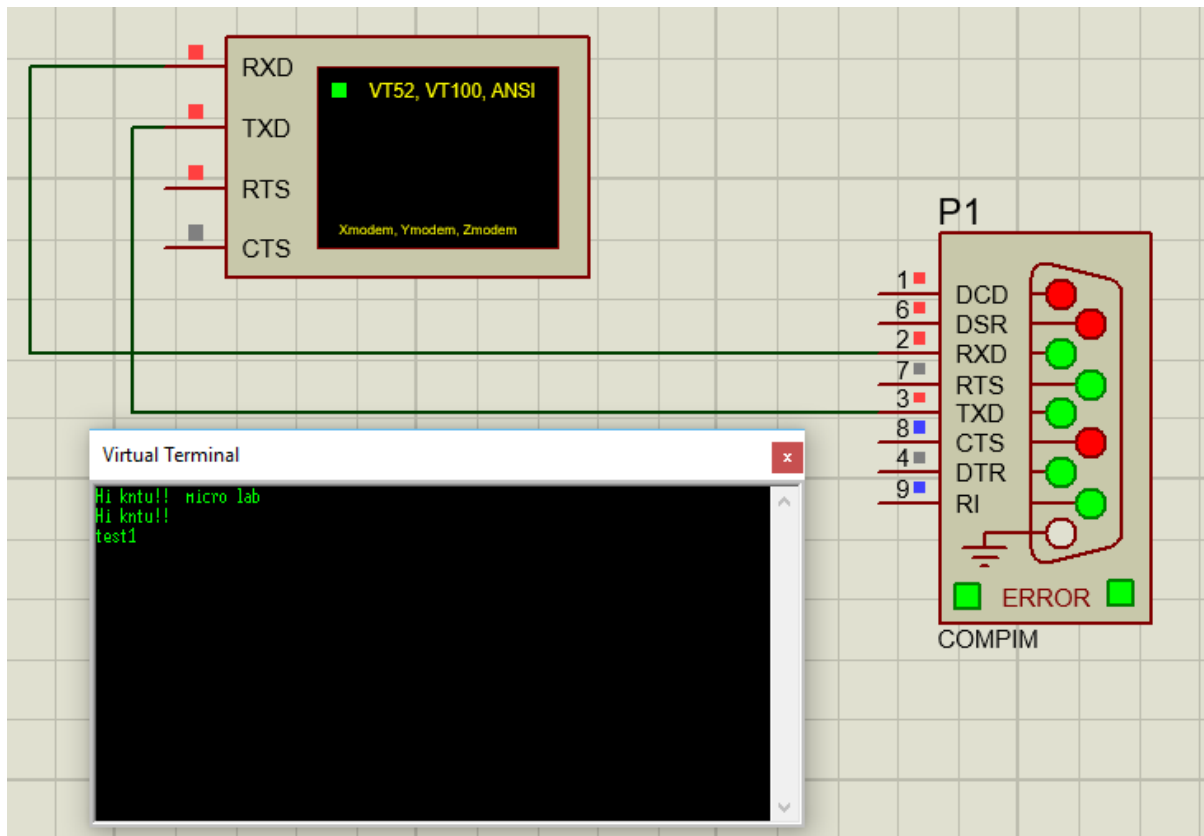 RXD
TXD
RTS
CTS
VT52, VT100, ANSI
Xmodem, Ymodem, Zmodem
P1
1 DCD
6 DSR
2 RXD
7 RTS
3 TXD
8 CTS
4 DTR
9 RI
ERROR
COMPIM
Virtual Terminal
x
Hi kntu!!  micro lab
Hi kntu!!
test1